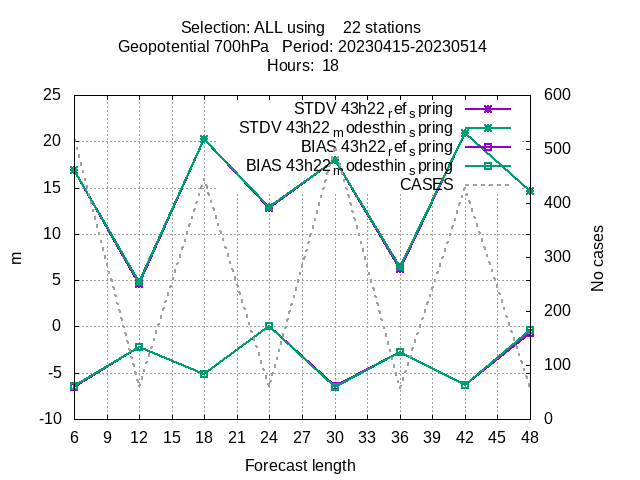 Selection: ALL using    22 stations
Geopotential 700hPa   Period: 20230415-20230514
Hours:  18
STDV 43h22_ref_spring
STDV 43h22_modesthin_spring
BIAS 43h22_ref_spring
BIAS 43h22_modesthin_spring
CASES
25
20
15
10
5
0
-5
-10
m
600
500
400
300
200
100
0
No cases
6 9 12 15 18 21 24 27 30 33 36 39 42 45 48
Forecast length